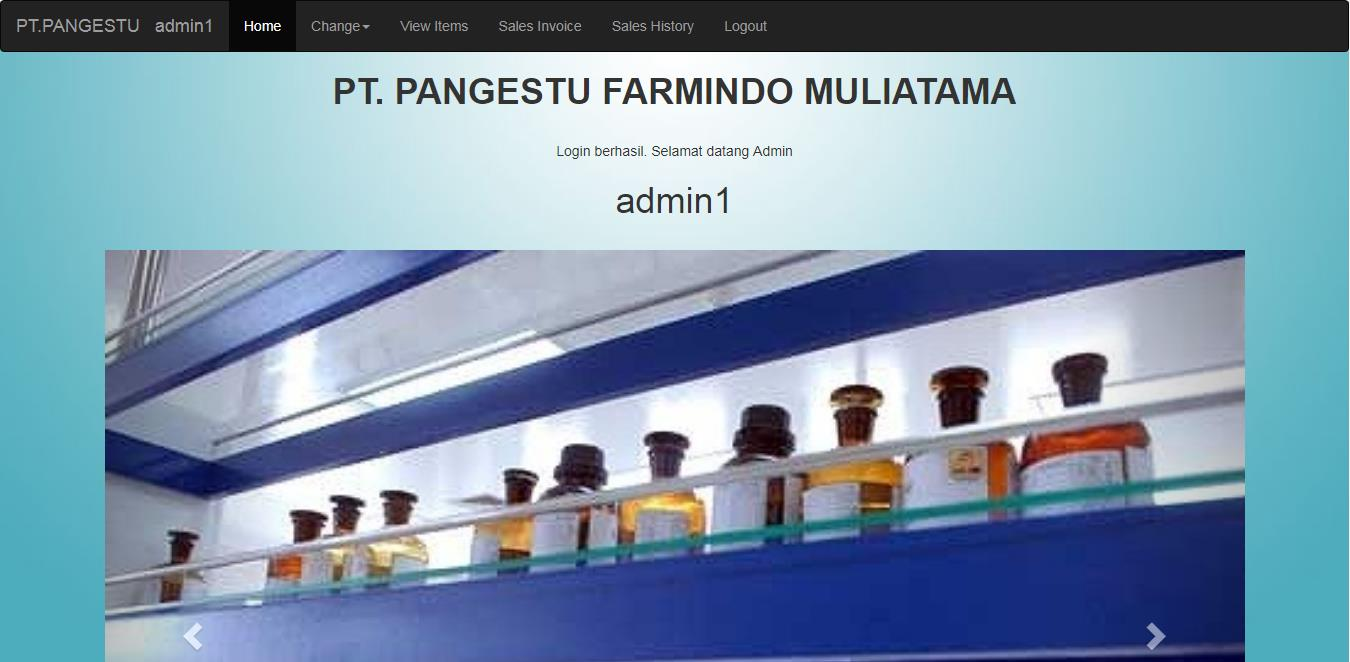 PT.PANGESTU admin1 Home Change View Items Sales Invoice Sales History Logout
PT. PANGESTU FARMINDO MULIATAMA
Login berhasil. Selamat datang Admin
admin1